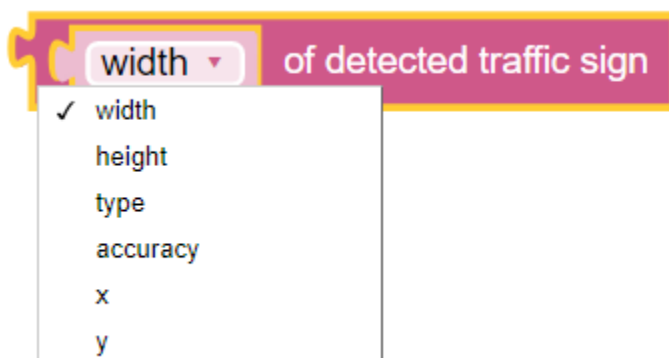 width of detected traffic sign
✓ width
height
type
accuracy
x
y